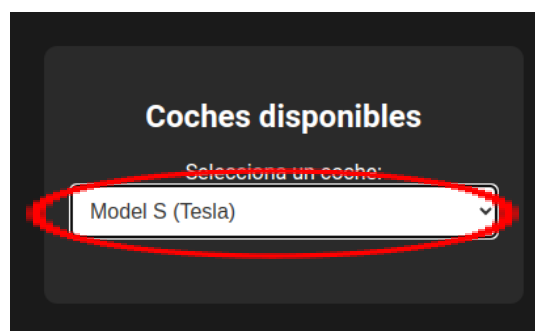 Coches disponibles
Selecciona un coche:
Model S (Tesla)